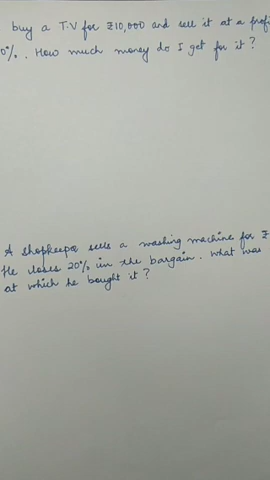 buy a T.V for ₹10,000 and sell it at a profi
0%. How much money do I get for it?
A shopkeeper sells a washing machine for ₹
He loses 20% in the bargain. What was
at which he bought it?